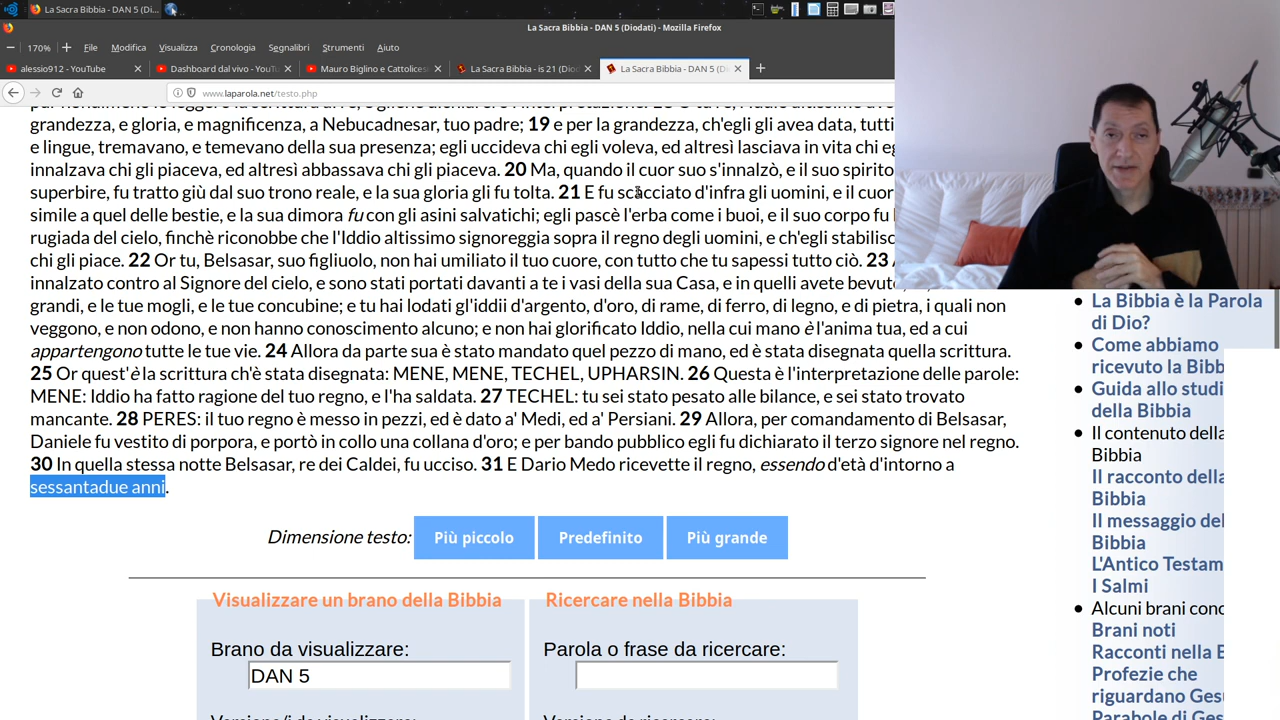 La Sacra Bibbia - DAN 5 (Di...
La Sacra Bibbia - DAN 5 (Diodati) - Mozilla Firefox
170% File Modifica Visualizza Cronologia Segnalibri Strumenti Aiuto
alessio912 - YouTube Dashboard dal vivo - YouTu Mauro Biglino e Cattolices La Sacra Bibbia - is 21 (Diod La Sacra Bibbia - DAN 5 (D
www.laparola.net/testo.php
grandezza, e gloria, e magnificenza, a Nebucadnesar, tuo padre; 19 e per la grandezza, ch'egli gli avea data, tutti
e lingue, tremavano, e temevano della sua presenza; egli uccideva chi egli voleva, ed altresì lasciava in vita chi eg
innalzava chi gli piaceva, ed altresì abbassava chi gli piaceva. 20 Ma, quando il cuor suo s'innalzò, e il suo spirito
superbire, fu tratto giù dal suo trono reale, e la sua gloria gli fu tolta. 21 E fu scacciato d'infra gli uomini, e il cuor
simile a quel delle bestie, e la sua dimora fu con gli asini salvatichi; egli pascè l'erba come i buoi, e il suo corpo fu
rugiada del cielo, finchè riconobbe che l'Iddio altissimo signoreggia sopra il regno degli uomini, e ch'egli stabilisc
chi gli piace. 22 Or tu, Belsasar, suo figliuolo, non hai umiliato il tuo cuore, con tutto che tu sapessi tutto ciò. 23
innalzato contro al Signore del cielo, e sono stati portati davanti a te i vasi della sua Casa, e in quelli avete bevut
grandi, e le tue mogli, e le tue concubine; e tu hai lodati gl'iddii d'argento, d'oro, di rame, di ferro, di legno, e di pietra, i quali non
veggono, e non odono, e non hanno conoscimento alcuno; e non hai glorificato Iddio, nella cui mano è l'anima tua, ed a cui
appartengono tutte le tue vie. 24 Allora da parte sua è stato mandato quel pezzo di mano, ed è stata disegnata quella scrittura.
25 Or quest'è la scrittura ch'è stata disegnata: MENE, MENE, TECHEL, UPHARSIN. 26 Questa è l'interpretazione delle parole:
MENE: Iddio ha fatto ragione del tuo regno, e l'ha saldata. 27 TECHEL: tu sei stato pesato alle bilance, e sei stato trovato
mancante. 28 PERES: il tuo regno è messo in pezzi, ed è dato a' Medi, ed a' Persiani. 29 Allora, per comandamento di Belsasar,
Daniele fu vestito di porpora, e portò in collo una collana d'oro; e per bando pubblico egli fu dichiarato il terzo signore nel regno.
30 In quella stessa notte Belsasar, re dei Caldei, fu ucciso. 31 E Dario Medo ricevette il regno, essendo d'età d'intorno a
sessantadue anni.
Dimensione testo: Più piccolo Predefinito Più grande
Visualizzare un brano della Bibbia
Brano da visualizzare:
DAN 5
Ricercare nella Bibbia
Parola o frase da ricercare:
La Bibbia è la Parola
di Dio?
Come abbiamo
ricevuto la Bibb
Guida allo studi
della Bibbia
Il contenuto della
Bibbia
Il racconto della
Bibbia
Il messaggio del
Bibbia
L'Antico Testam
I Salmi
Alcuni brani conc
Brani noti
Racconti nella B
Profezie che
riguardano Gesù
Parabole di Ges